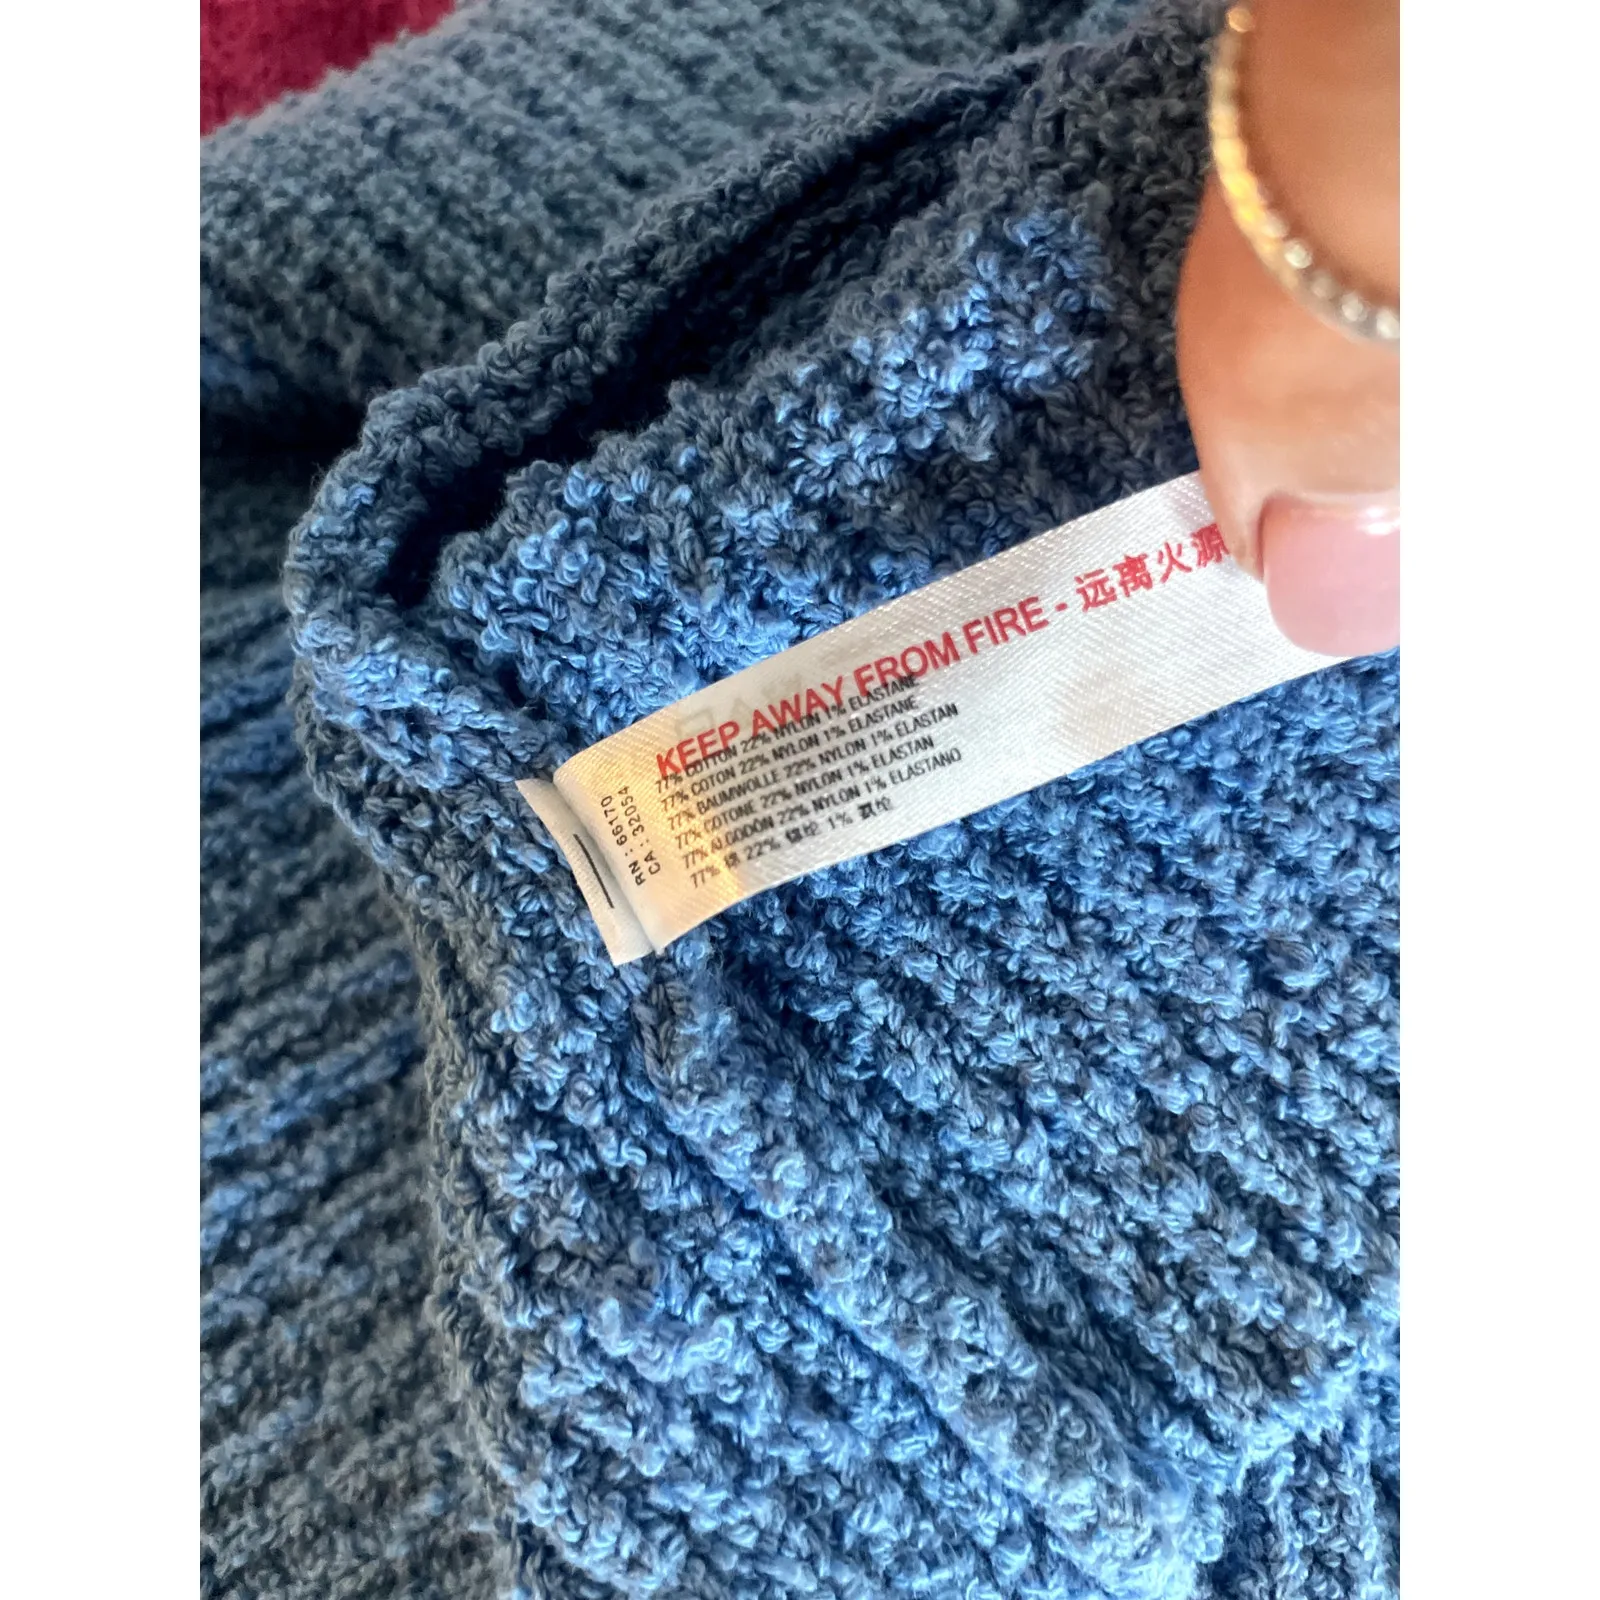 KEEP AWAY FROM FIRE - 远离火源
77% COTTON 22% NYLON 1% ELASTANE
77% COTON 22% NYLON 1% ELASTANE
77% BAUMWOLLE 22% NYLON 1% ELASTAN
77% COTONE 22% NYLON 1% ELASTAN
77% ALGODÓN 22% NYLON 1% ELASTANO
77% 棉 22% 锦纶 1% 氨纶
RN : 66170
CA : 32054